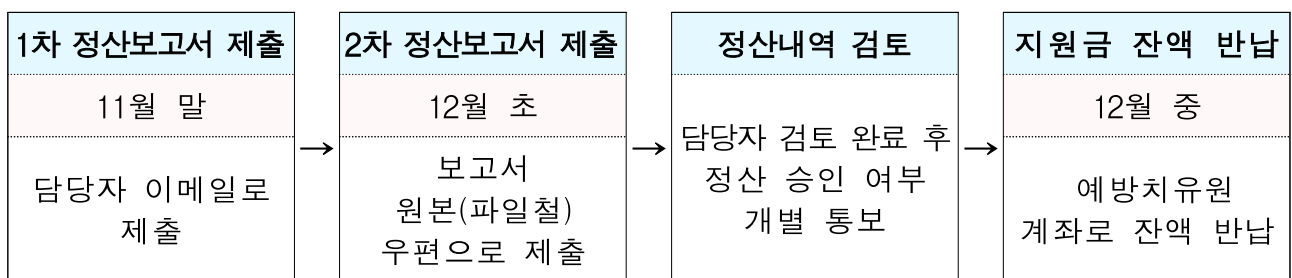 1차 정산보고서 제출
11월 말
담당자 이메일로
제출
→
2차 정산보고서 제출
12월 초
보고서
원본(파일철)
우편으로 제출
→
정산내역 검토
담당자 검토 완료 후
정산 승인 여부
개별 통보
→
지원금 잔액 반납
12월 중
예방치유원
계좌로 잔액 반납